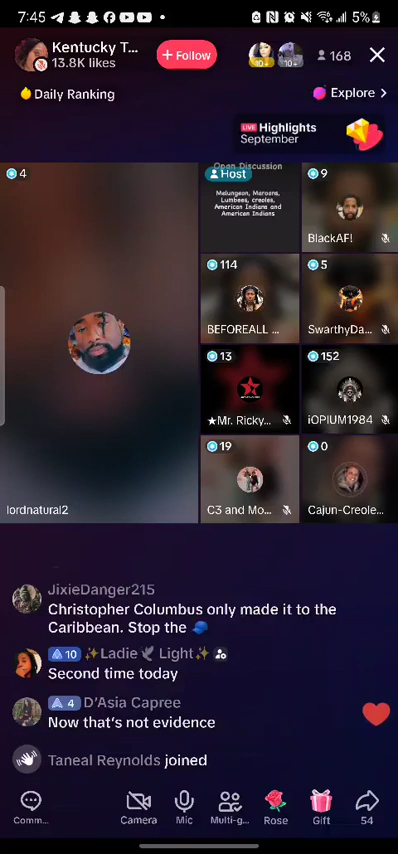 7:45
5%
Kentucky T...
13.8K likes
+ Follow
10+
10+
168
Daily Ranking
Explore >
LIVE Highlights
September
4
Open Discussion
Host
Melungeon, Maroons,
Lumbees, creoles,
American Indians and
American Indians
9
BlackAF!
114
BEFOREALL ...
5
SwarthyDa...
13
★Mr. Ricky...
152
iOPIUM1984
19
C3 and Mo...
0
Cajun-Creole...
lordnatural2
JixieDanger215
Christopher Columbus only made it to the
Caribbean. Stop the 🧢
10 ✨Ladie🕊Light✨
Second time today
4 D'Asia Capree
Now that's not evidence
Taneal Reynolds joined
Comm...
Camera
Mic
Multi-g...
Rose
Gift
54